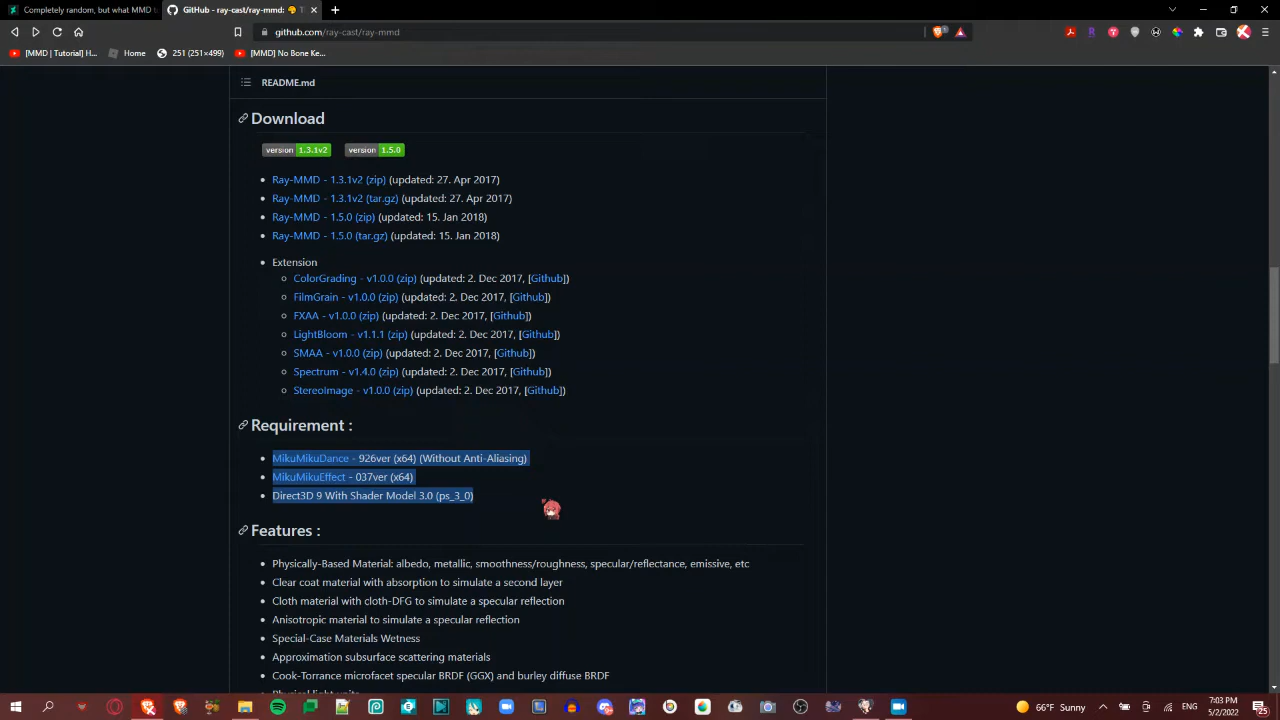 Completely random, but what MMD t
GitHub - ray-cast/ray-mmd:
github.com/ray-cast/ray-mmd
[MMD | Tutorial] H...
Home
251 (251×499)
[MMD] No Bone Ke...
README.md
Download
version 1.3.1v2 version 1.5.0
Ray-MMD - 1.3.1v2 (zip) (updated: 27. Apr 2017)
Ray-MMD - 1.3.1v2 (tar.gz) (updated: 27. Apr 2017)
Ray-MMD - 1.5.0 (zip) (updated: 15. Jan 2018)
Ray-MMD - 1.5.0 (tar.gz) (updated: 15. Jan 2018)
Extension
ColorGrading - v1.0.0 (zip) (updated: 2. Dec 2017, [Github])
FilmGrain - v1.0.0 (zip) (updated: 2. Dec 2017, [Github])
FXAA - v1.0.0 (zip) (updated: 2. Dec 2017, [Github])
LightBloom - v1.1.1 (zip) (updated: 2. Dec 2017, [Github])
SMAA - v1.0.0 (zip) (updated: 2. Dec 2017, [Github])
Spectrum - v1.4.0 (zip) (updated: 2. Dec 2017, [Github])
StereoImage - v1.0.0 (zip) (updated: 2. Dec 2017, [Github])
Requirement :
MikuMikuDance - 926ver (x64) (Without Anti-Aliasing)
MikuMikuEffect - 037ver (x64)
Direct3D 9 With Shader Model 3.0 (ps_3_0)
Features :
Physically-Based Material: albedo, metallic, smoothness/roughness, specular/reflectance, emissive, etc
Clear coat material with absorption to simulate a second layer
Cloth material with cloth-DFG to simulate a specular reflection
Anisotropic material to simulate a specular reflection
Special-Case Materials Wetness
Approximation subsurface scattering materials
Cook-Torrance microfacet specular BRDF (GGX) and burley diffuse BRDF
Physical light units
66°F Sunny
7:03 PM
5/2/2022